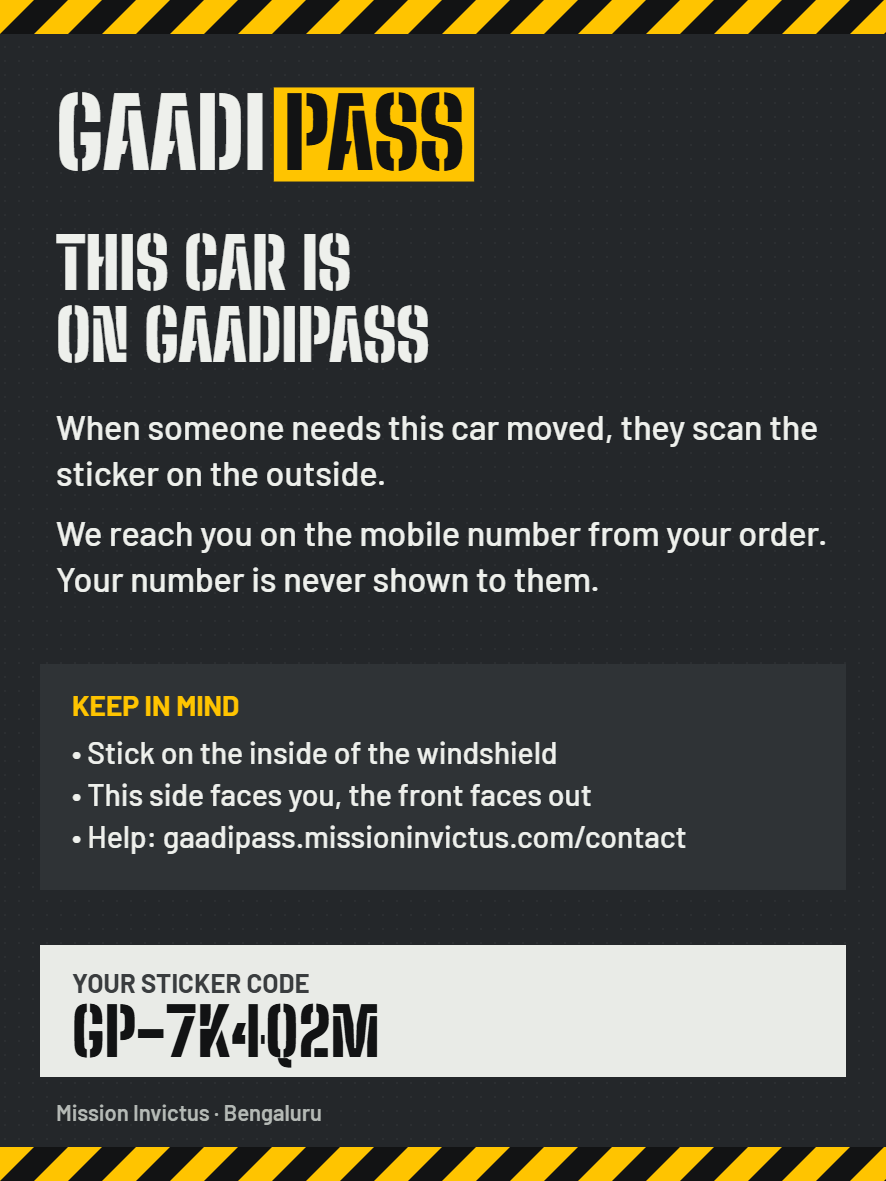 GAADI PASS
THIS CAR IS
ON GAADIPASS
When someone needs this car moved, they scan the
sticker on the outside.
We reach you on the mobile number from your order.
Your number is never shown to them.
KEEP IN MIND
• Stick on the inside of the windshield
• This side faces you, the front faces out
• Help: gaadipass.missioninvictus.com/contact
YOUR STICKER CODE
GP-7K4Q2M
Mission Invictus · Bengaluru